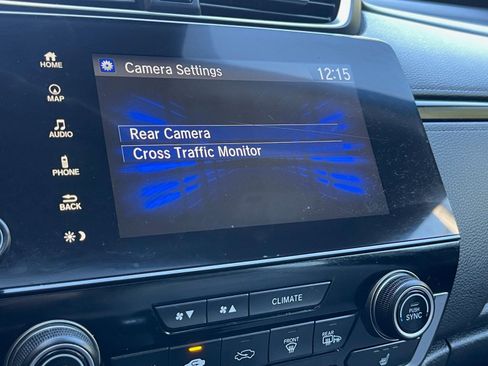 HOME
MAP
AUDIO
PHONE
BACK
Camera Settings 12:15
Rear Camera
Cross Traffic Monitor
CLIMATE
FRONT
REAR
PUSH
SYNC